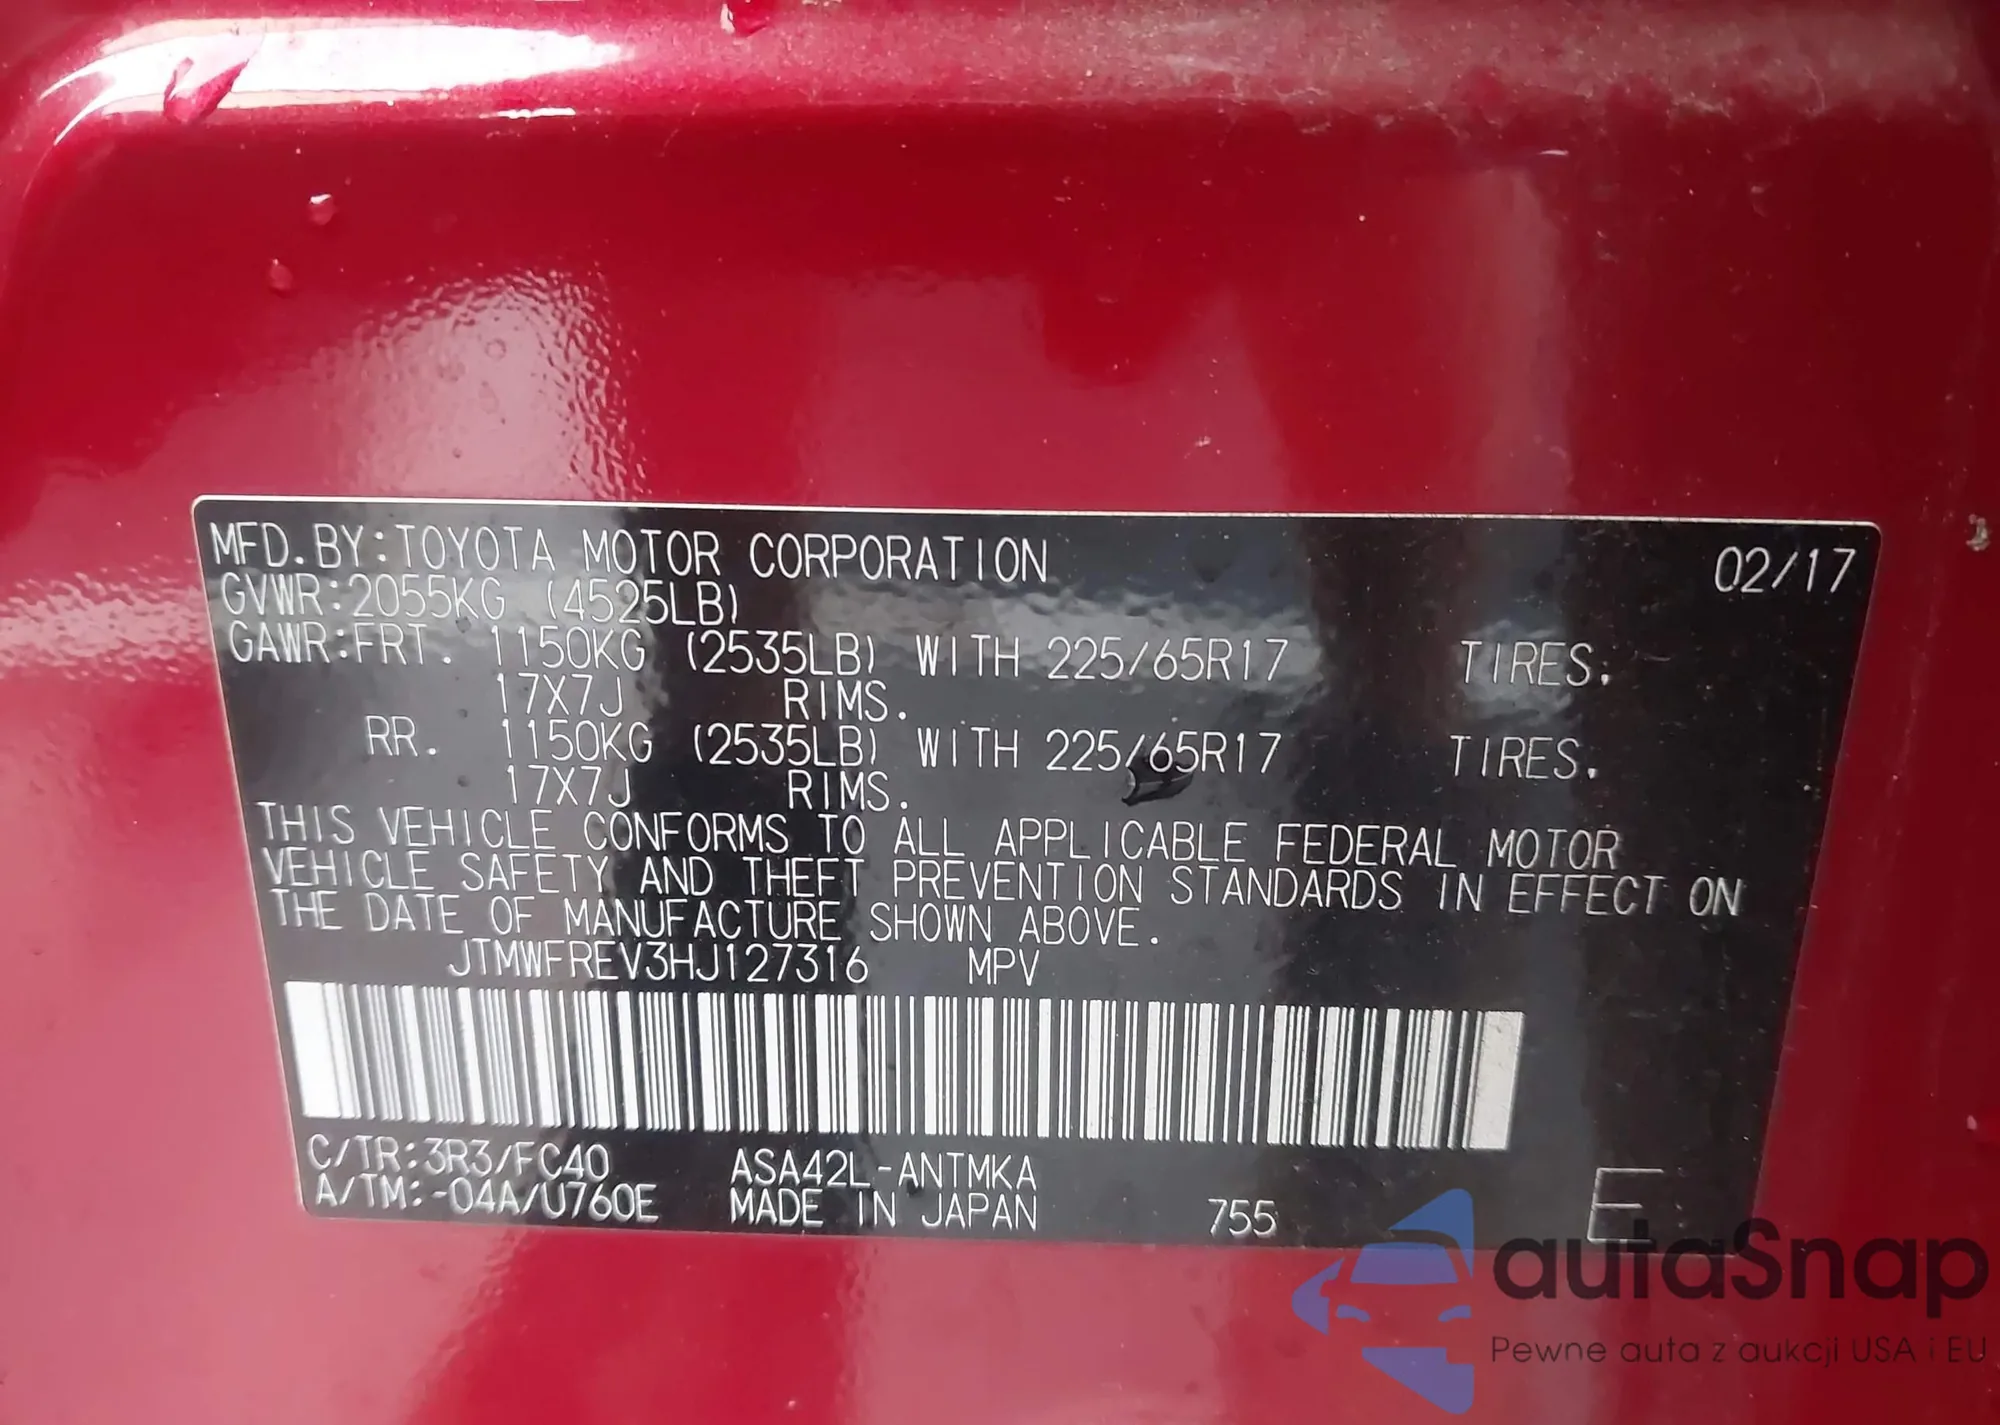 MFD.BY:TOYOTA MOTOR CORPORATION 02/17
GVWR:2055KG (4525LB)
GAWR:FRT. 1150KG (2535LB) WITH 225/65R17 TIRES.
17X7J RIMS.
RR. 1150KG (2535LB) WITH 225/65R17 TIRES.
17X7J RIMS.
THIS VEHICLE CONFORMS TO ALL APPLICABLE FEDERAL MOTOR
VEHICLE SAFETY AND THEFT PREVENTION STANDARDS IN EFFECT ON
THE DATE OF MANUFACTURE SHOWN ABOVE.
JTMWFREV3HJ127316 MPV
C/TR:3R3/FC40 ASA42L-ANTMKA
A/TM:-04A/U760E MADE IN JAPAN 755 E
autaSnap
Pewne auta z aukcji USA i EU